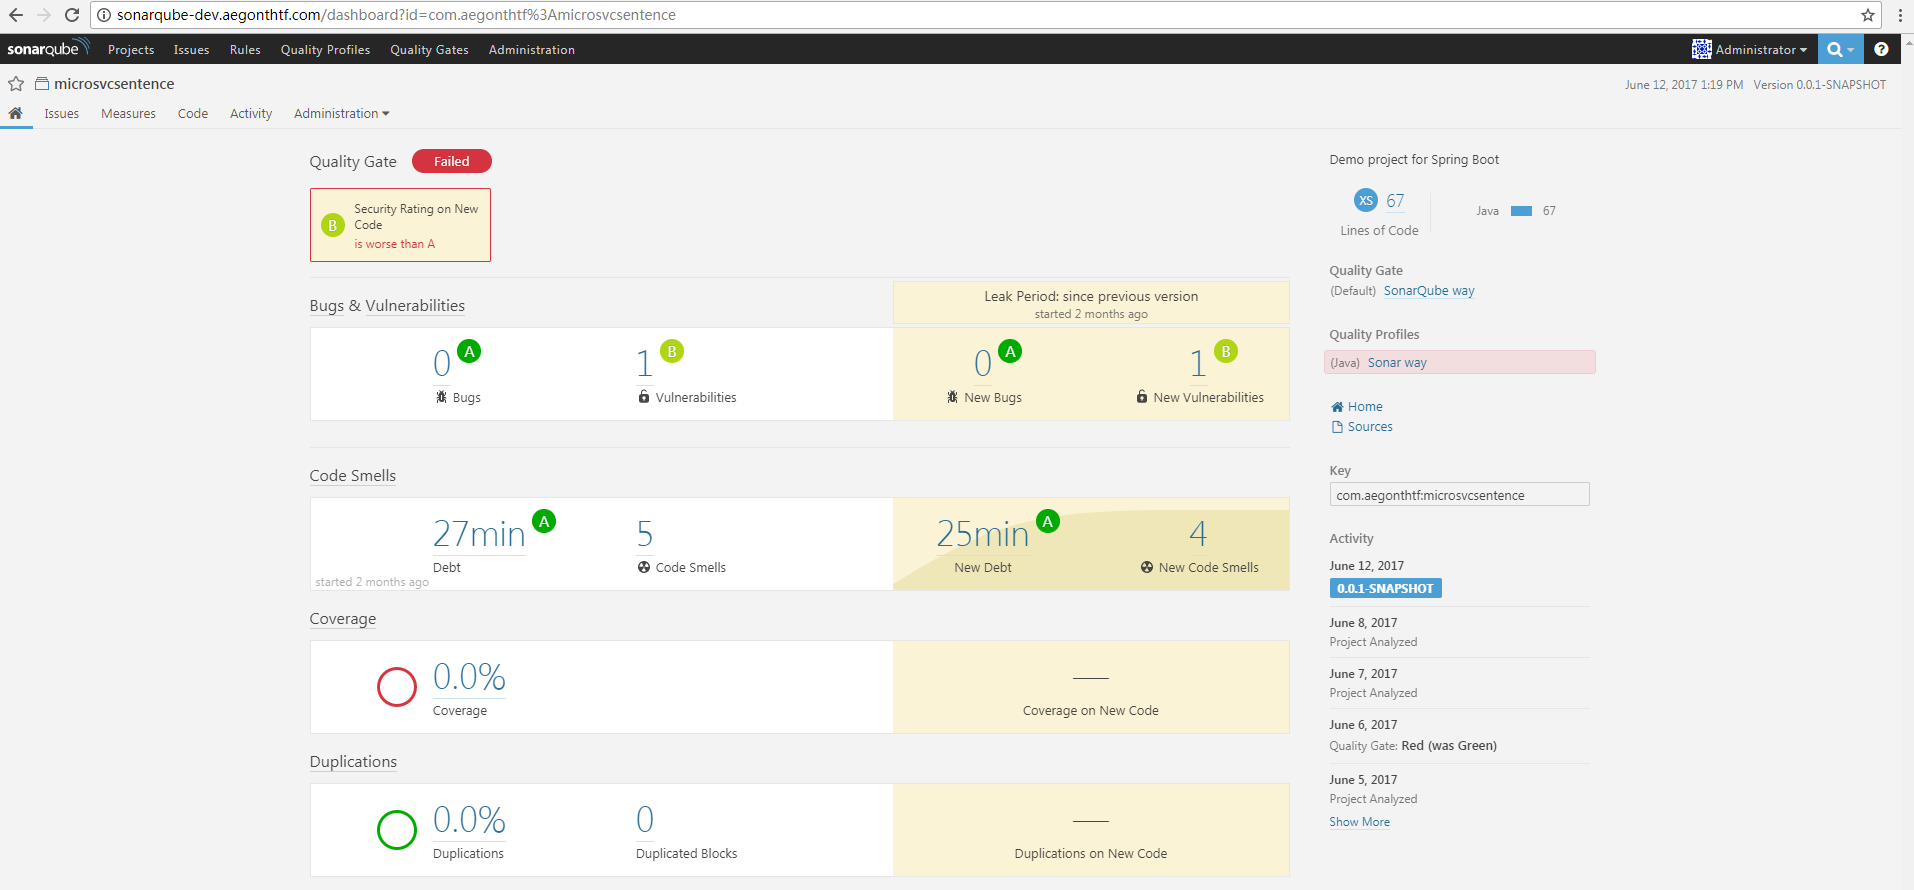 sonarqube-dev.aegonthtf.com/dashboard?id=com.aegonthtf%3Amicrosvcsentence
sonarqube Projects Issues Rules Quality Profiles Quality Gates Administration Administrator ?
microsvcsentence June 12, 2017 1:19 PM Version 0.0.1-SNAPSHOT
Issues Measures Code Activity Administration
Quality Gate Failed
B Security Rating on New
Code
is worse than A
Bugs & Vulnerabilities
Leak Period: since previous version
started 2 months ago
0 A 1 B 0 A 1 B
Bugs Vulnerabilities New Bugs New Vulnerabilities
Code Smells
27min A 5 25min A 4
Debt Code Smells New Debt New Code Smells
started 2 months ago
Coverage
0.0% —
Coverage Coverage on New Code
Duplications
0.0% 0 —
Duplications Duplicated Blocks Duplications on New Code
Demo project for Spring Boot
XS 67 Java 67
Lines of Code
Quality Gate
(Default) SonarQube way
Quality Profiles
(Java) Sonar way
Home
Sources
Key
com.aegonthtf:microsvcsentence
Activity
June 12, 2017
0.0.1-SNAPSHOT
June 8, 2017
Project Analyzed
June 7, 2017
Project Analyzed
June 6, 2017
Quality Gate: Red (was Green)
June 5, 2017
Project Analyzed
Show More